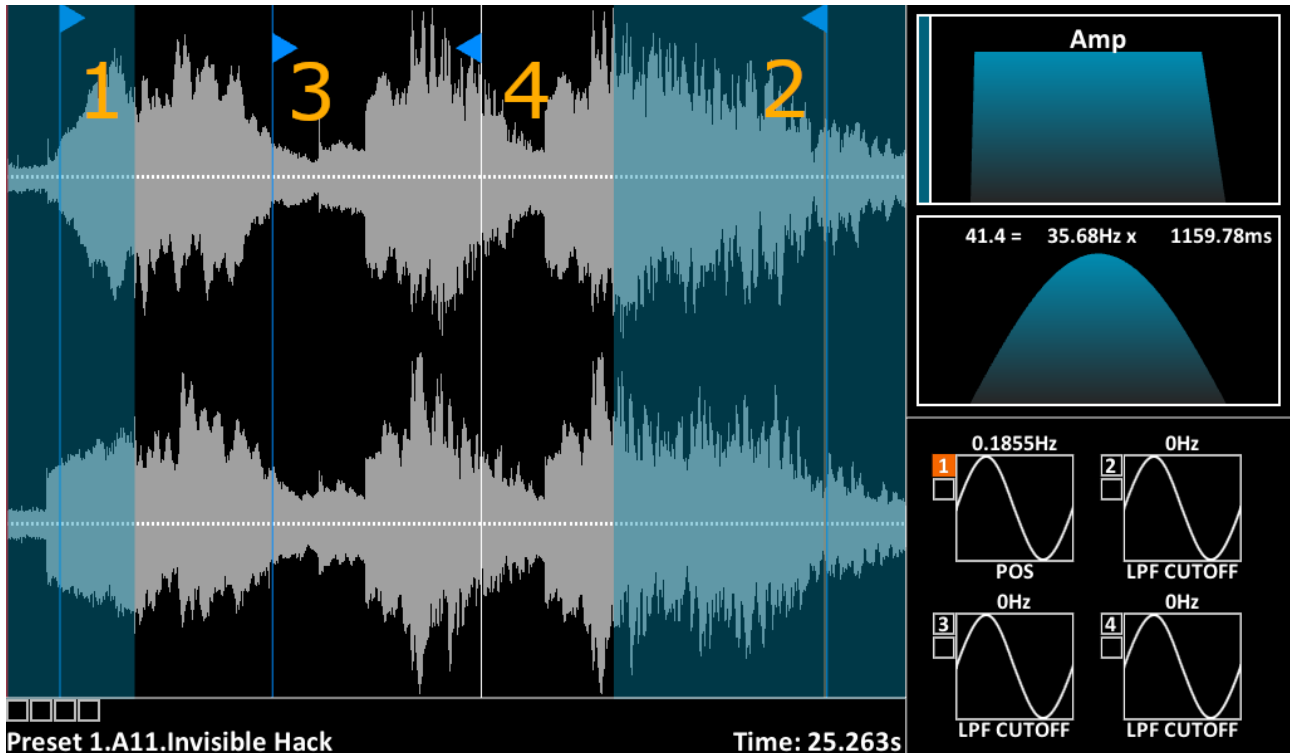 1
3
4
2
Preset 1.A11.Invisible Hack
Time: 25.263s
Amp
41.4 = 35.68Hz x 1159.78ms
0.1855Hz
1
POS
0Hz
2
LPF CUTOFF
0Hz
3
LPF CUTOFF
0Hz
4
LPF CUTOFF